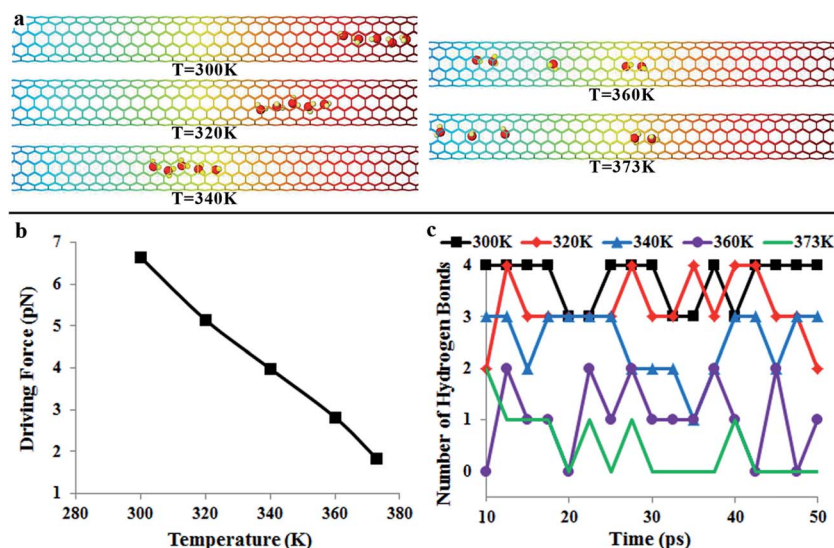 a
T=300K
T=320K
T=340K
T=360K
T=373K
b
7
6
5
4
3
2
1
280 300 320 340 360 380
Driving Force (pN)
Temperature (K)
c
300K 320K 340K 360K 373K
4
3
2
1
0
10 20 30 40 50
Number of Hydrogen Bonds
Time (ps)